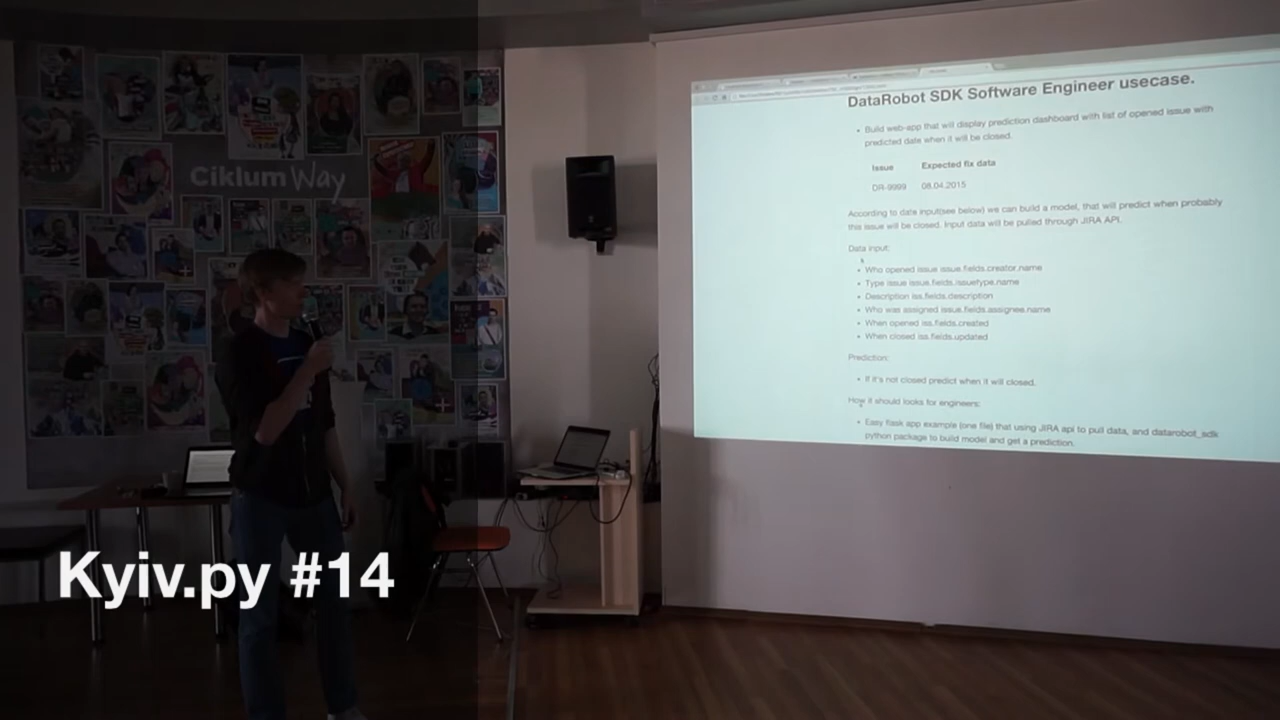 Ciklum Way
DataRobot SDK Software Engineer usecase.
• Build web-app that will display prediction dashboard with list of opened issue with
predicted date when it will be closed.
Issue Expected fix data
DR-9999 08.04.2015
According to date input(see below) we can build a model, that will predict when probably
this issue will be closed. Input data will be pulled through JIRA API.
Data input:
• Who opened issue issue.fields.creator.name
• Type issue issue.fields.issuetype.name
• Description iss.fields.description
• Who was assigned issue.fields.assignee.name
• When opened iss.fields.created
• When closed iss.fields.updated
Prediction:
• If it's not closed predict when it will closed.
How it should looks for engineers:
• Easy flask app example (one file) that using JIRA api to pull data, and datarobot_sdk
python package to build model and get a prediction.
Kyiv.py #14